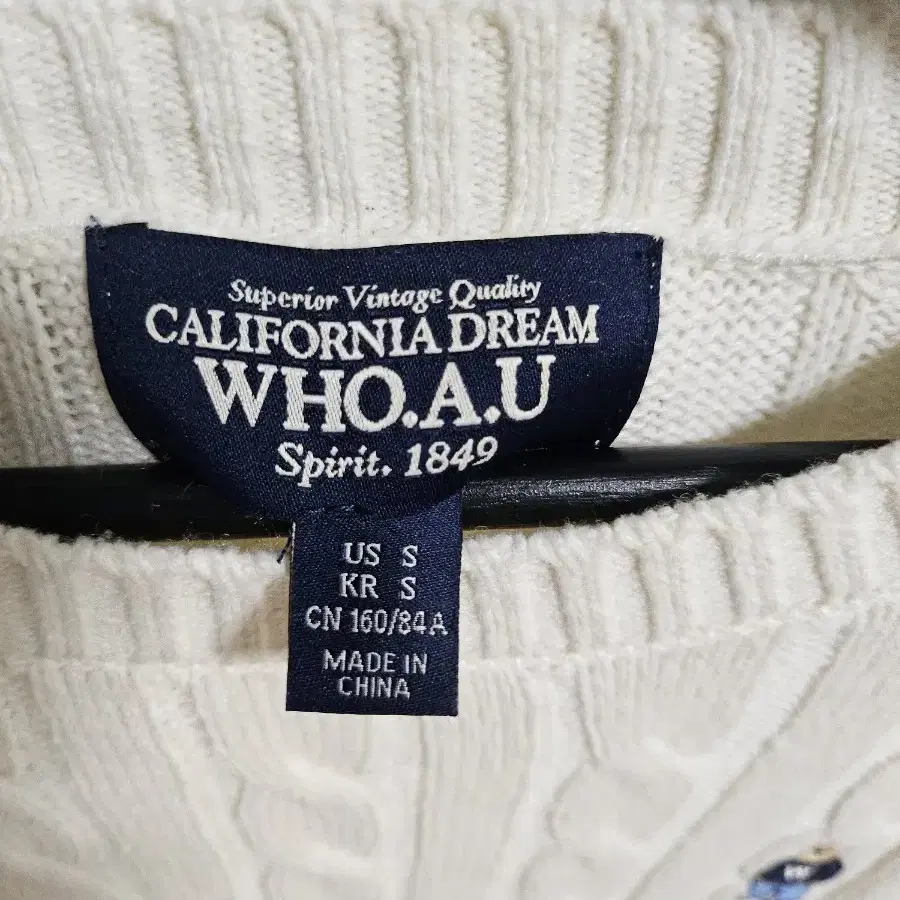 Superior Vintage Quality
CALIFORNIA DREAM
WHO.A.U
Spirit. 1849
US S
KR S
CN 160/84A
MADE IN
CHINA